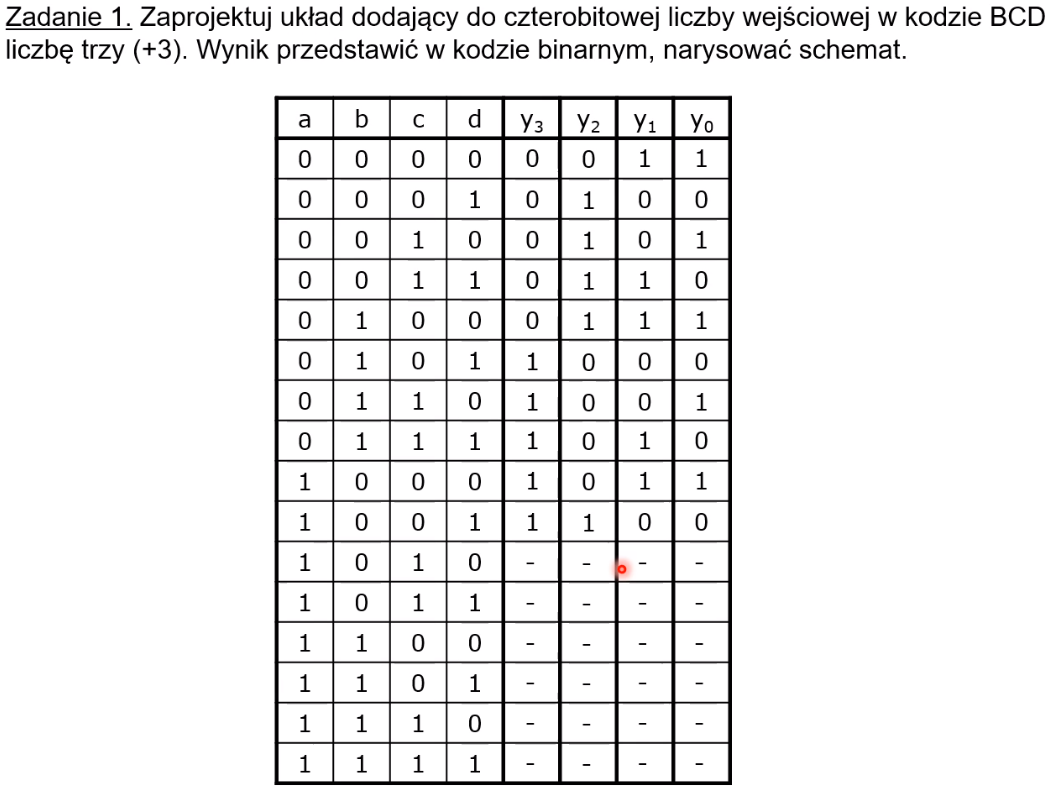 Zadanie 1. Zaprojektuj układ dodający do czterobitowej liczby wejściowej w kodzie BCD
liczbę trzy (+3). Wynik przedstawić w kodzie binarnym, narysować schemat.
a b c d y₃ y₂ y₁ y₀
0 0 0 0 0 0 1 1
0 0 0 1 0 1 0 0
0 0 1 0 0 1 0 1
0 0 1 1 0 1 1 0
0 1 0 0 0 1 1 1
0 1 0 1 1 0 0 0
0 1 1 0 1 0 0 1
0 1 1 1 1 0 1 0
1 0 0 0 1 0 1 1
1 0 0 1 1 1 0 0
1 0 1 0 - - - -
1 0 1 1 - - - -
1 1 0 0 - - - -
1 1 0 1 - - - -
1 1 1 0 - - - -
1 1 1 1 - - - -